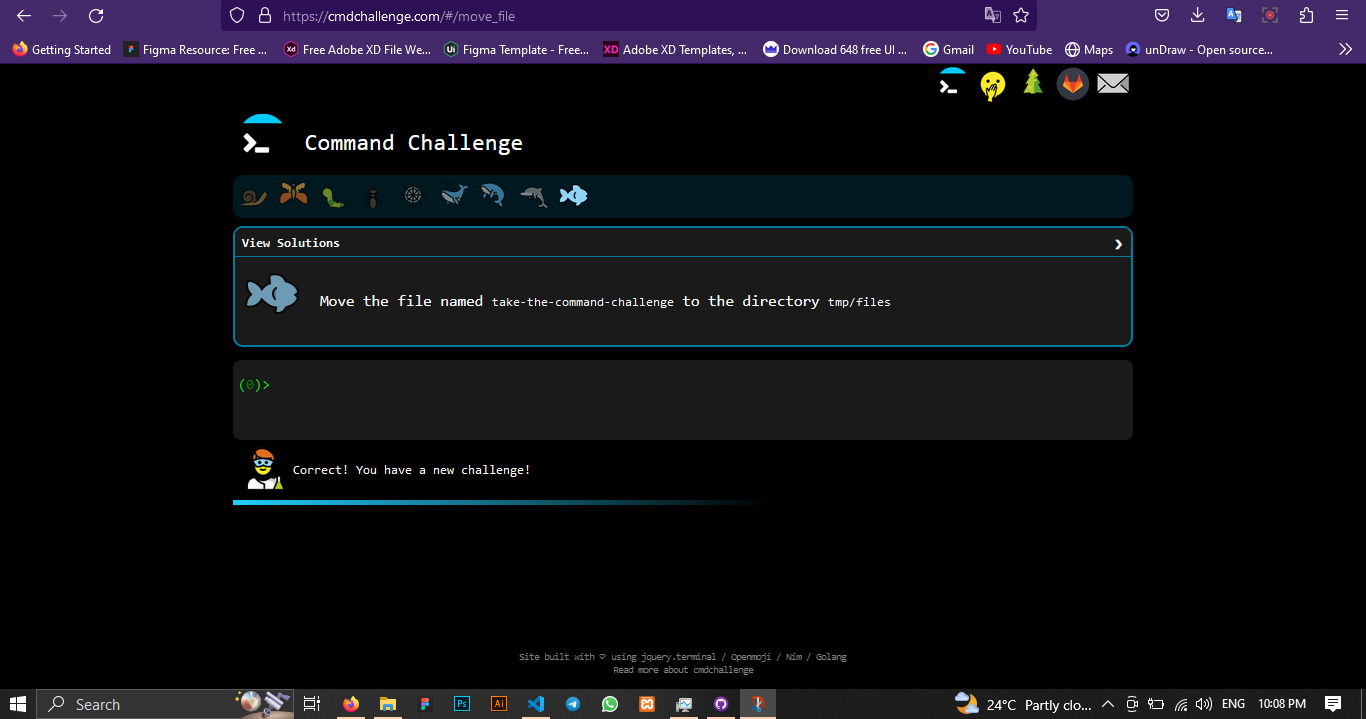 https://cmdchallenge.com/#/move_file
Getting Started Figma Resource: Free ... Free Adobe XD File We... Figma Template - Free... Adobe XD Templates, ... Download 648 free UI ... Gmail YouTube Maps unDraw - Open source...
Command Challenge
View Solutions
Move the file named take-the-command-challenge to the directory tmp/files
(0)>
Correct! You have a new challenge!
Site built with ♡ using jquery.terminal / Openmoji / Nim / Golang
Read more about cmdchallenge
Search 24°C Partly clo... ENG 10:08 PM